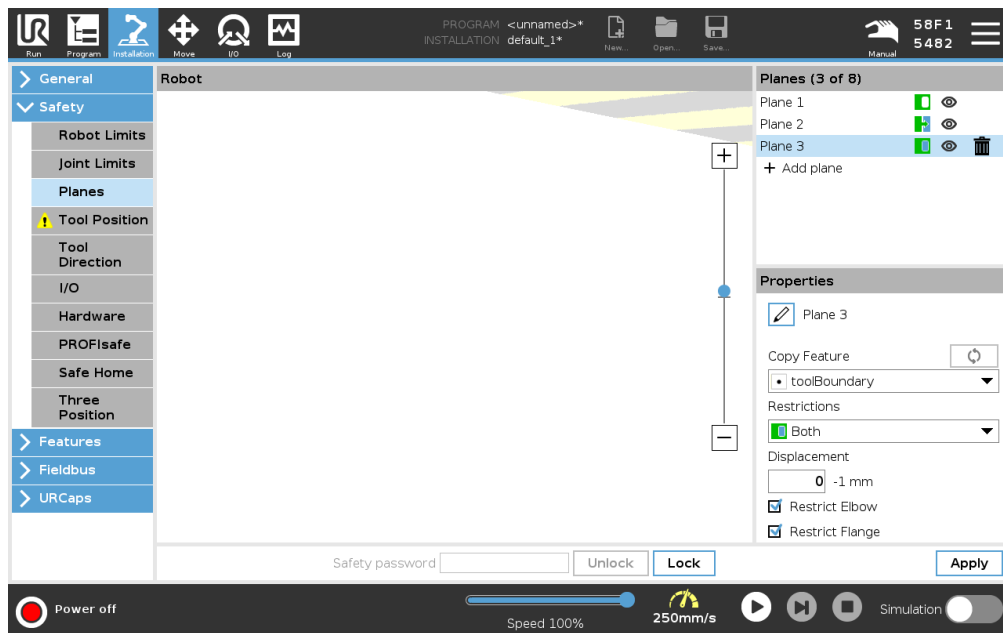 PROGRAM <unnamed>*
INSTALLATION default_1*
Run
Program
Installation
Move
I/O
Log
New...
Open...
Save...
Manual
58F1
5482
General
Safety
Robot Limits
Joint Limits
Planes
Tool Position
Tool
Direction
I/O
Hardware
PROFIsafe
Safe Home
Three
Position
Features
Fieldbus
URCaps
Robot
Planes (3 of 8)
Plane 1
Plane 2
Plane 3
+ Add plane
Properties
Plane 3
Copy Feature
toolBoundary
Restrictions
Both
Displacement
0 -1 mm
Restrict Elbow
Restrict Flange
Safety password
Unlock
Lock
Apply
Power off
Speed 100%
250mm/s
Simulation